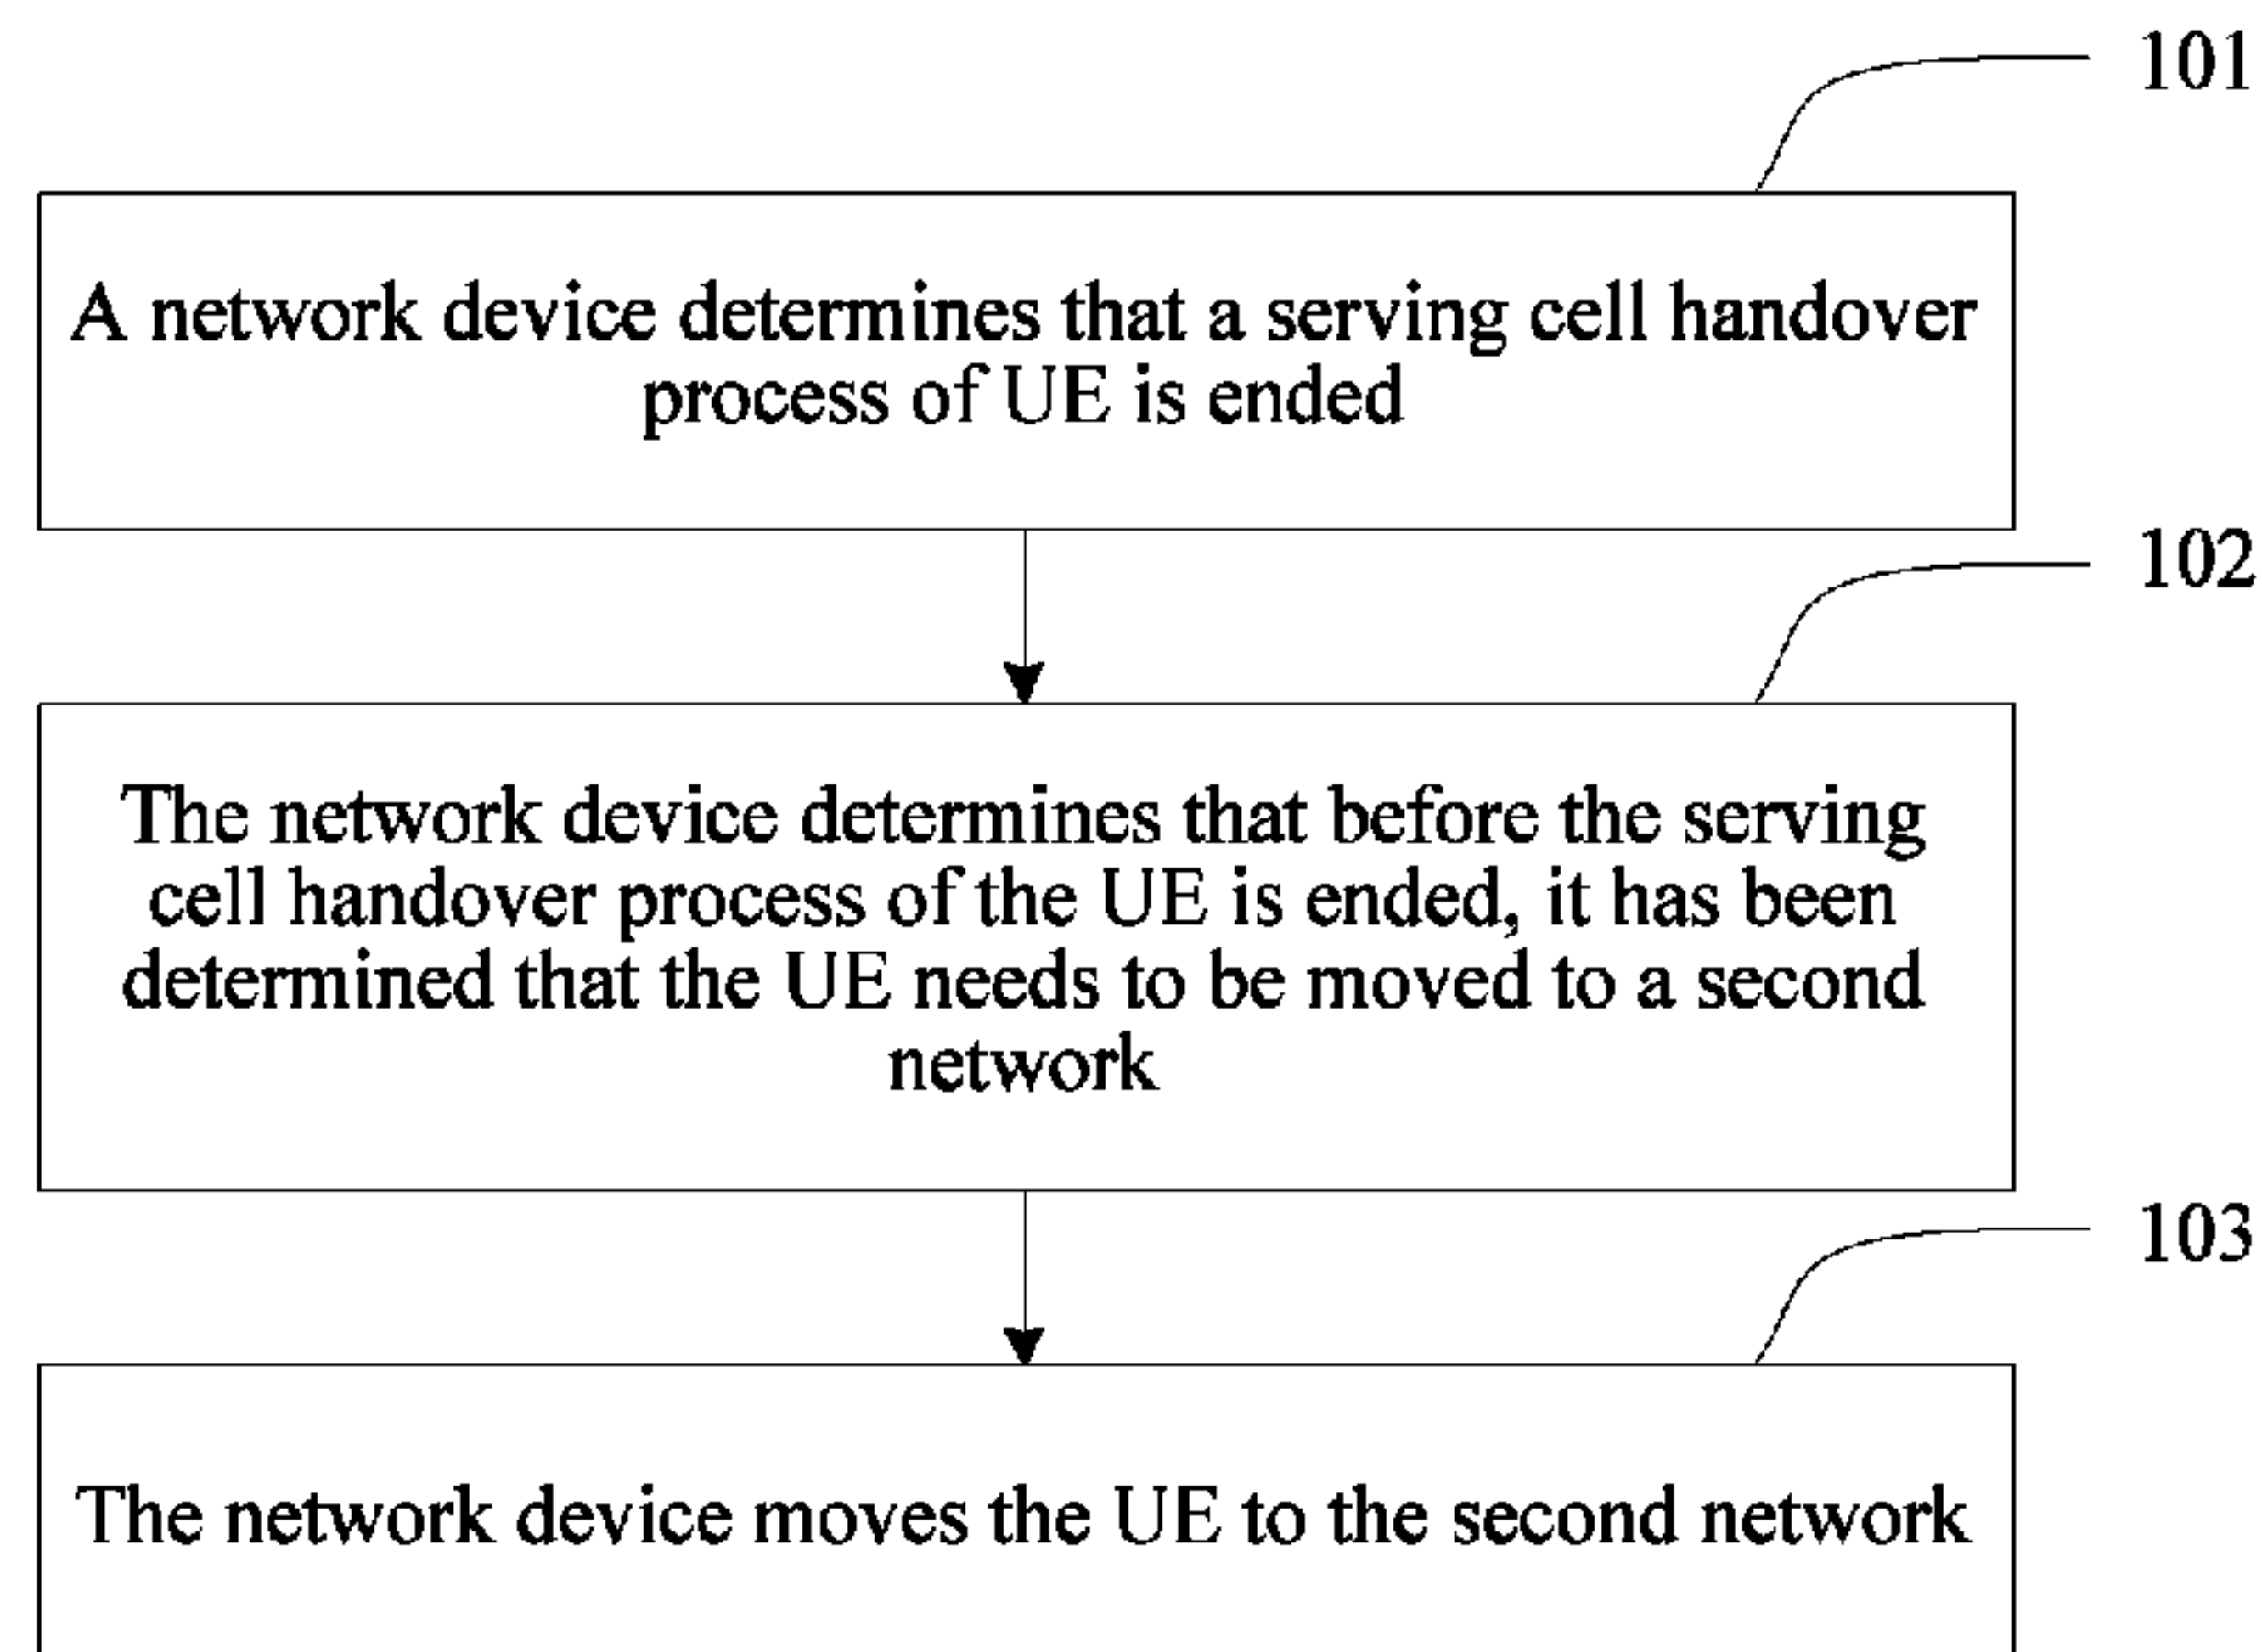 101
A network device determines that a serving cell handover
process of UE is ended
102
The network device determines that before the serving
cell handover process of the UE is ended, it has been
determined that the UE needs to be moved to a second
network
103
The network device moves the UE to the second network